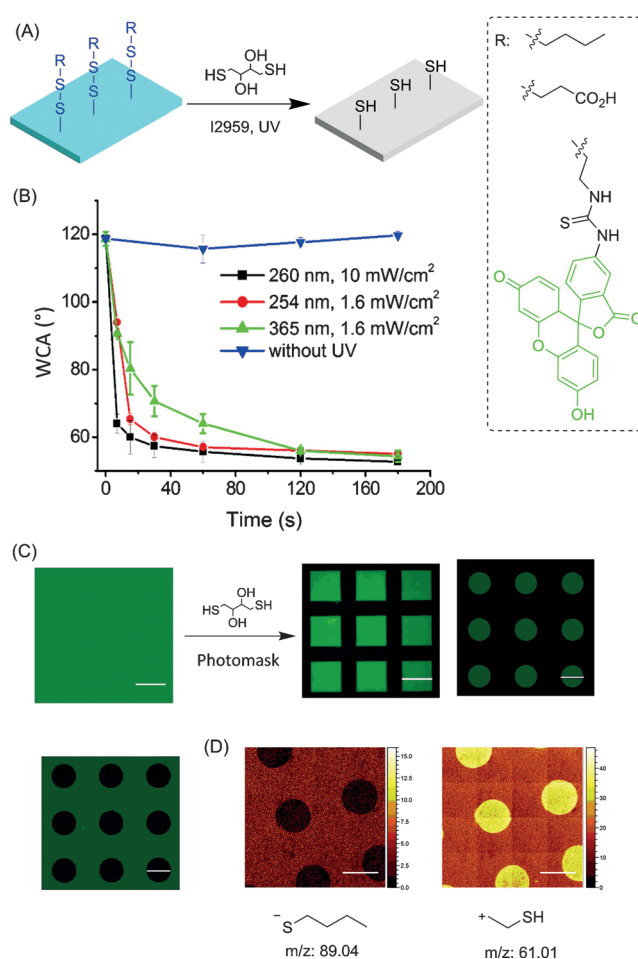 (A)
R
R
R
S
S
S
S
S
S
OH
HS
SH
OH
I2959, UV
SH
SH
SH
R:
CO2H
NH
S
NH
O
O
O
O
OH
(B)
120
100
80
60
WCA (°)
260 nm, 10 mW/cm²
254 nm, 1.6 mW/cm²
365 nm, 1.6 mW/cm²
without UV
0 40 80 120 160 200
Time (s)
(C)
OH
HS
SH
OH
Photomask
(D)
15.0
12.5
10.0
7.5
5.0
2.5
0.0
40
30
20
10
0
−S
m/z: 89.04
+
SH
m/z: 61.01